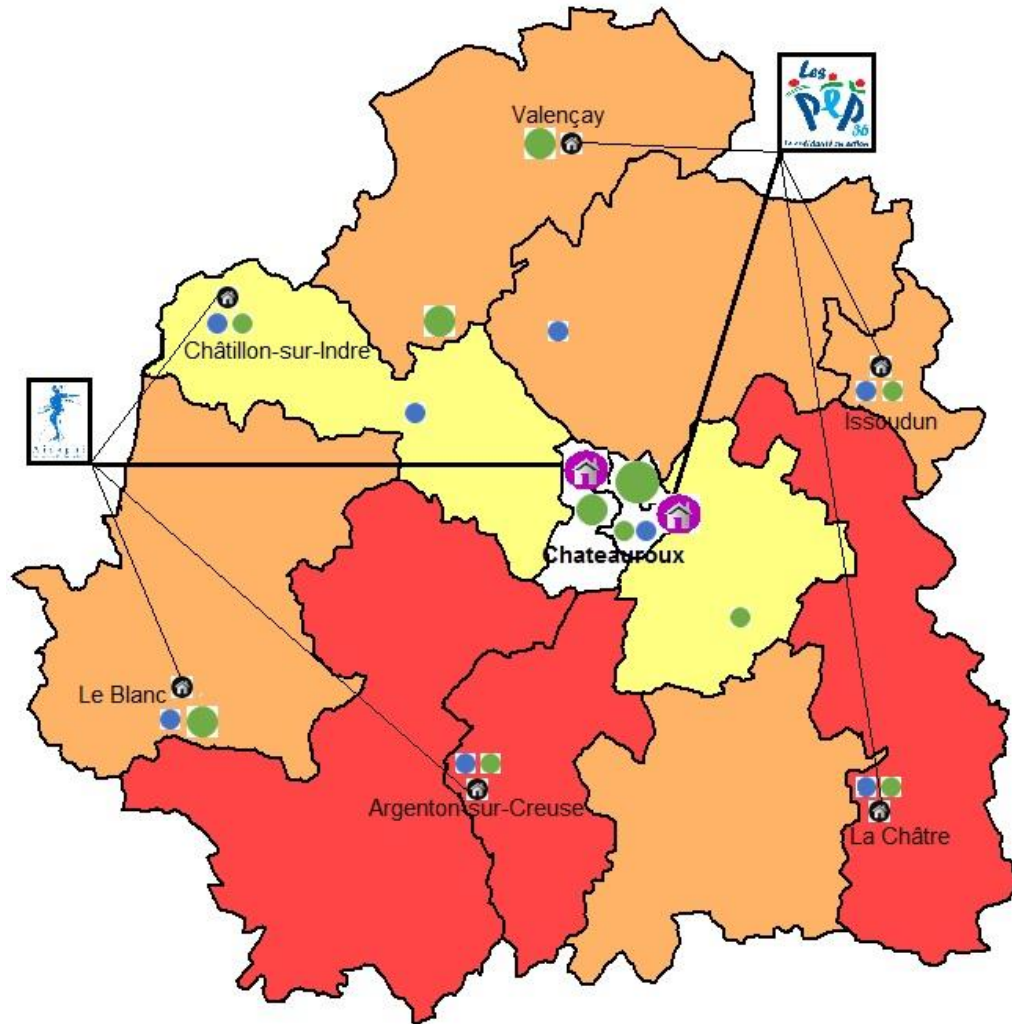 Les
PEP
36
Valençay
Châtillon-sur-Indre
Issoudun
Chateauroux
Le Blanc
Argenton-sur-Creuse
La Châtre